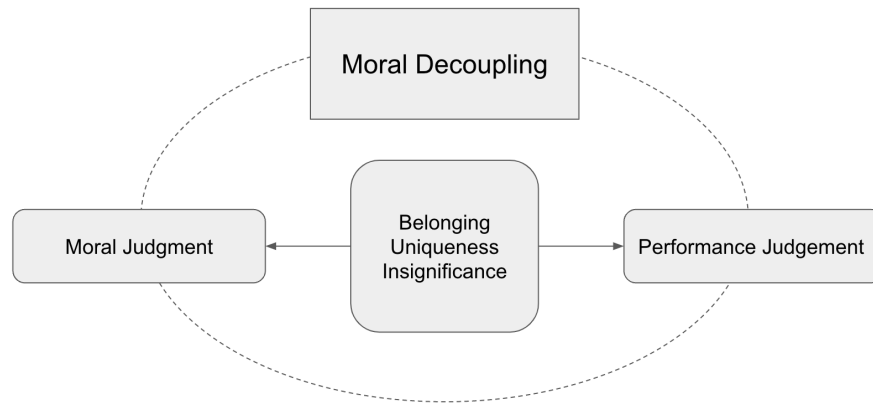 Moral Decoupling
Moral Judgment
Belonging
Uniqueness
Insignificance
Performance Judgement